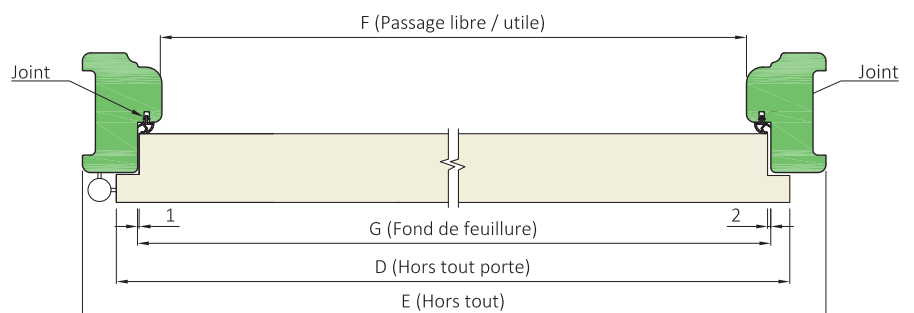 F (Passage libre / utile)
Joint
Joint
1
2
G (Fond de feuillure)
D (Hors tout porte)
E (Hors tout)